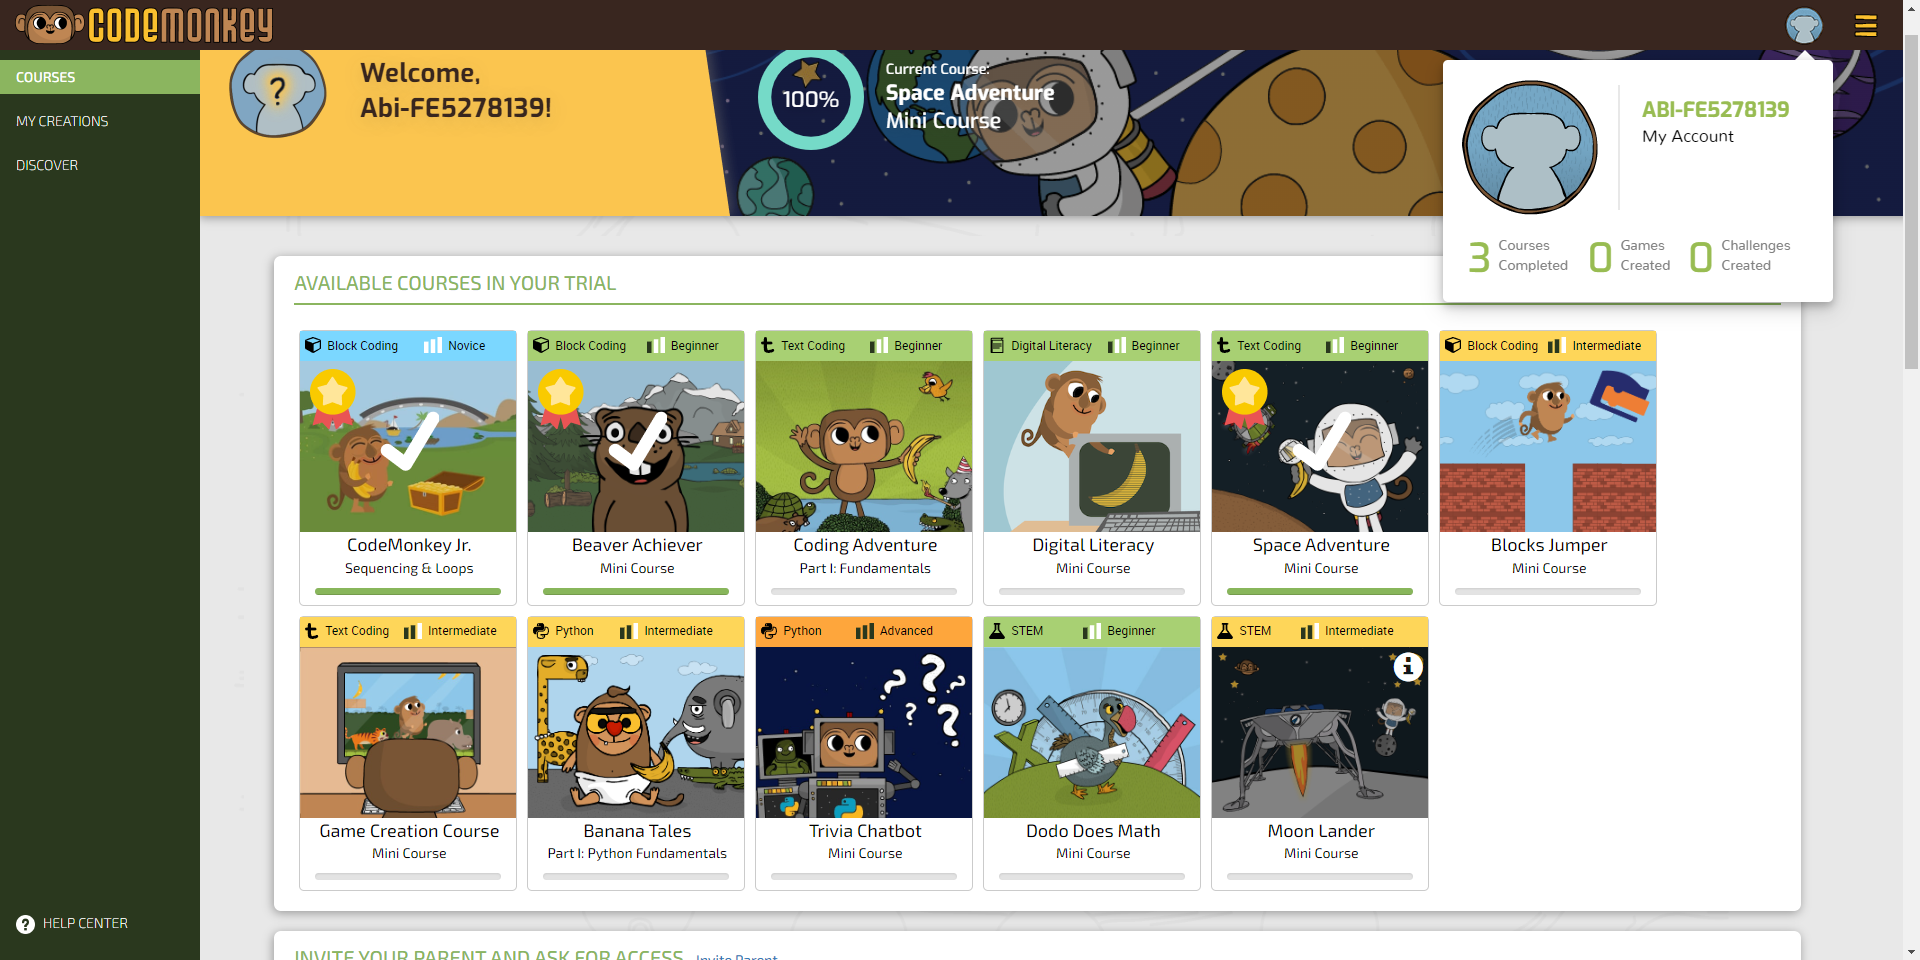 CODEMONKEY
COURSES
MY CREATIONS
DISCOVER
HELP CENTER
?
Welcome,
Abi-FE5278139!
100%
Current Course:
Space Adventure
Mini Course
ABI-FE5278139
My Account
3 Courses Completed
0 Games Created
0 Challenges Created
AVAILABLE COURSES IN YOUR TRIAL
Block Coding Novice
CodeMonkey Jr.
Sequencing & Loops
Block Coding Beginner
Beaver Achiever
Mini Course
Text Coding Beginner
Coding Adventure
Part I: Fundamentals
Digital Literacy Beginner
Digital Literacy
Mini Course
Text Coding Beginner
Space Adventure
Mini Course
Block Coding Intermediate
Blocks Jumper
Mini Course
Text Coding Intermediate
Game Creation Course
Mini Course
Python Intermediate
Banana Tales
Part I: Python Fundamentals
Python Advanced
? ? ? ? ?
Trivia Chatbot
Mini Course
STEM Beginner
Dodo Does Math
Mini Course
STEM Intermediate
Moon Lander
Mini Course
INVITE YOUR PARENT AND ASK FOR ACCESS Invite Parent